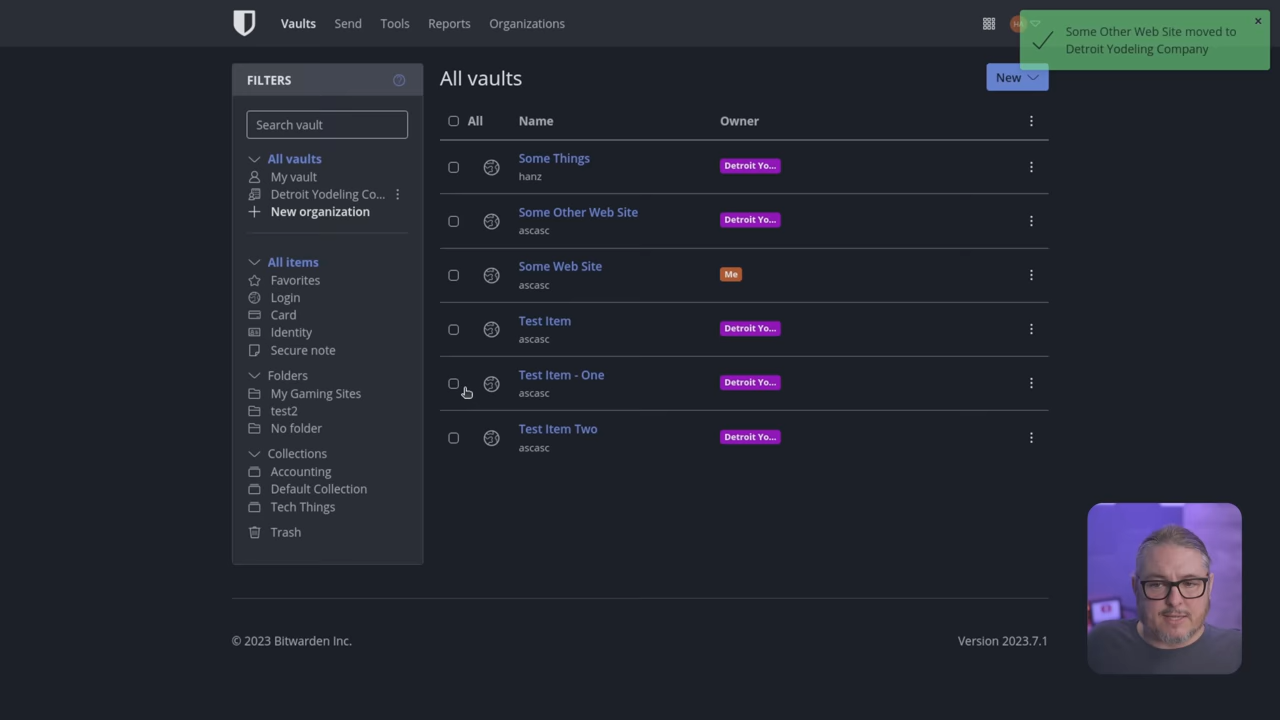 Vaults
Send
Tools
Reports
Organizations
Some Other Web Site moved to
Detroit Yodeling Company
FILTERS
Search vault
All vaults
My vault
Detroit Yodeling Co...
New organization
All items
Favorites
Login
Card
Identity
Secure note
Folders
My Gaming Sites
test2
No folder
Collections
Accounting
Default Collection
Tech Things
Trash
All vaults
New
All Name Owner
Some Things
hanz
Detroit Yo...
Some Other Web Site
ascasc
Detroit Yo...
Some Web Site
ascasc
Me
Test Item
ascasc
Detroit Yo...
Test Item - One
ascasc
Detroit Yo...
Test Item Two
ascasc
Detroit Yo...
© 2023 Bitwarden Inc.
Version 2023.7.1